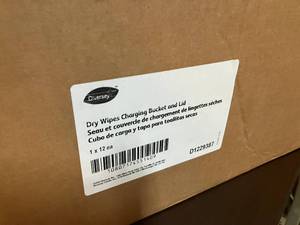 Diversey
Dry Wipes Charging Bucket and Lid
Seau et couvercle de chargement de lingettes sèches
Cubo de carga y tapa para toallitas secas
1 x 12 ea
D1229387